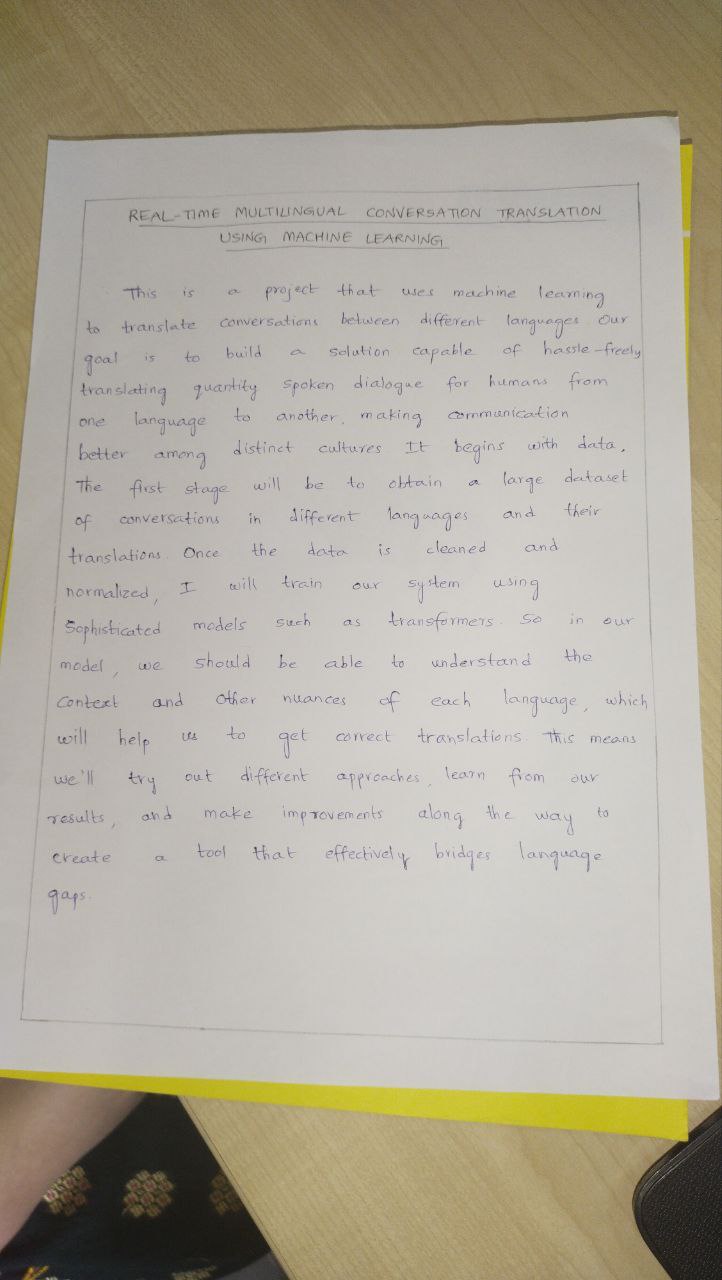 REAL-TIME MULTILINGUAL CONVERSATION TRANSLATION
USING MACHINE LEARNING
This is a project that uses machine learning
to translate conversations between different languages. Our
goal is to build a solution capable of hassle-freely
translating quantity spoken dialogue for humans from
one language to another, making communication
better among distinct cultures It begins with data.
The first stage will be to obtain a large dataset
of conversations in different languages and their
translations. Once the data is cleaned and
normalized, I will train our system using
Sophisticated models such as transformers. So in our
model, we should be able to understand the
Context and Other nuances of each language, which
will help us to get correct translations. This means
we'll try out different approaches, learn from our
results, and make improvements along the way to
create a tool that effectively bridges language
gaps.